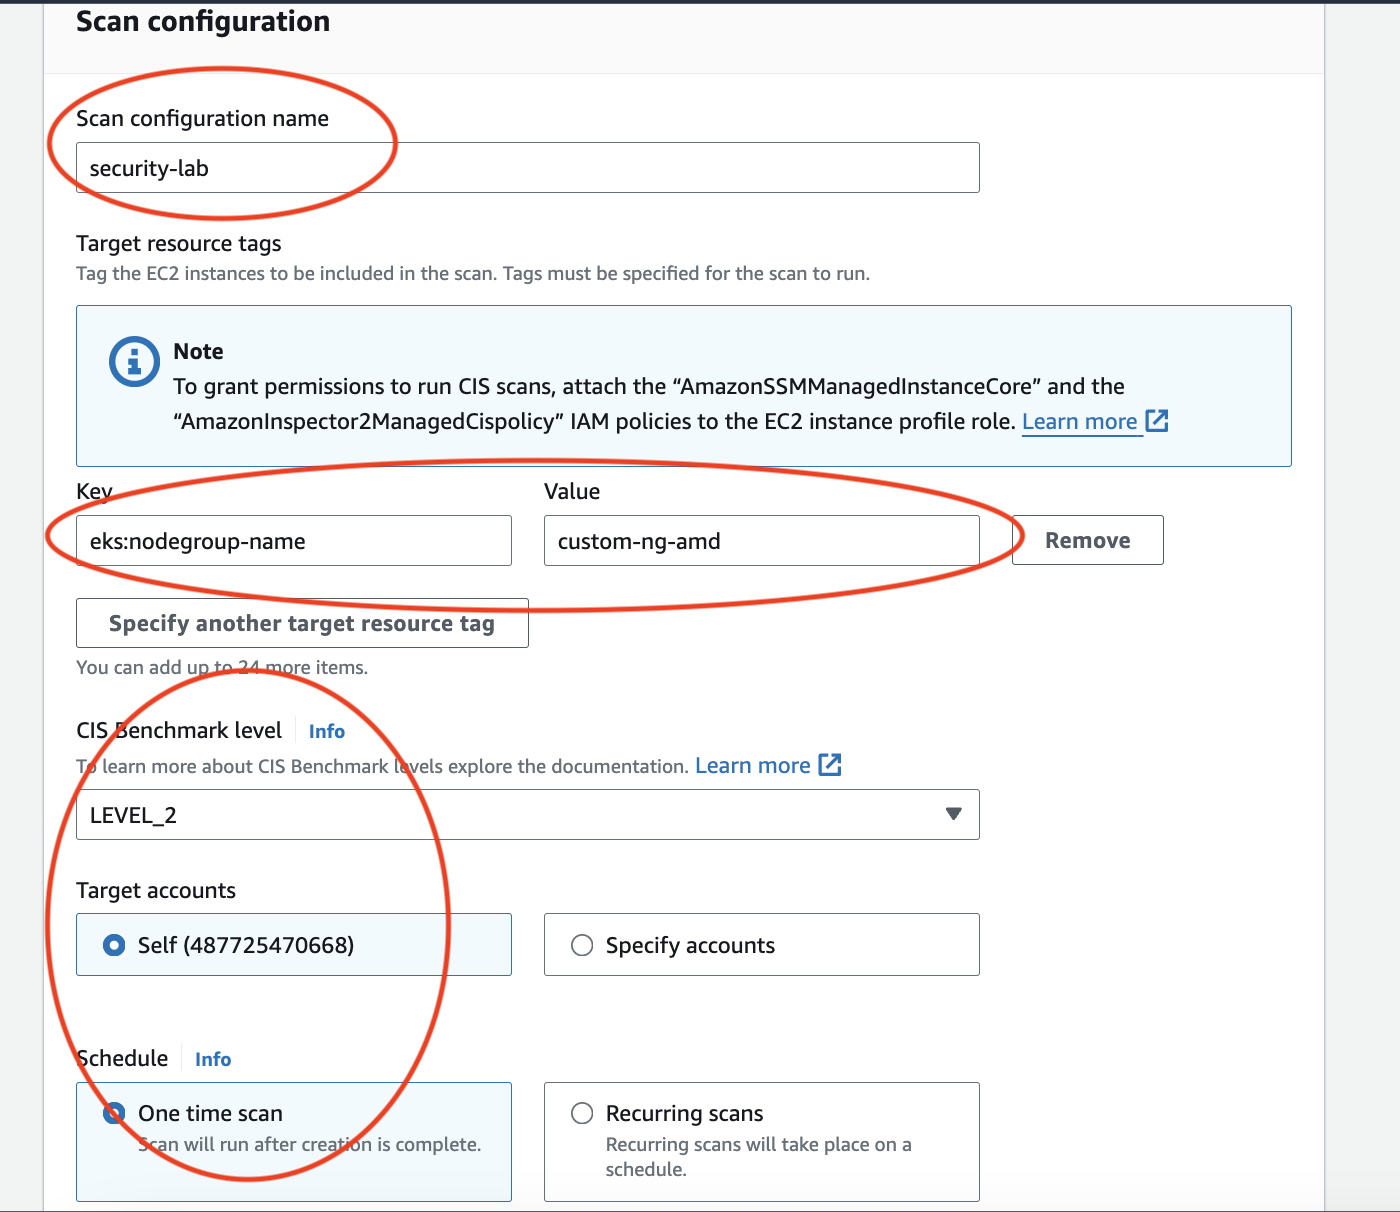 Scan configuration
Scan configuration name
security-lab
Target resource tags
Tag the EC2 instances to be included in the scan. Tags must be specified for the scan to run.
Note
To grant permissions to run CIS scans, attach the “AmazonSSMManagedInstanceCore” and the
“AmazonInspector2ManagedCispolicy” IAM policies to the EC2 instance profile role. Learn more
Key Value
eks:nodegroup-name custom-ng-amd Remove
Specify another target resource tag
You can add up to 24 more items.
CIS Benchmark level Info
To learn more about CIS Benchmark levels explore the documentation. Learn more
LEVEL_2
Target accounts
Self (487725470668) Specify accounts
Schedule Info
One time scan
Scan will run after creation is complete.
Recurring scans
Recurring scans will take place on a
schedule.